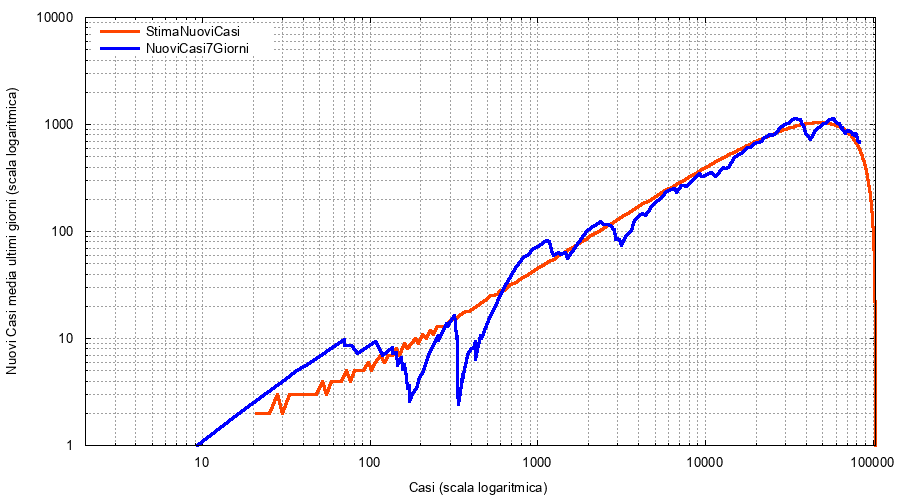 10000
1000
100
10
1
StimaNuoviCasi
NuoviCasi7Giorni
Nuovi Casi media ultimi giorni (scala logaritmica)
10
100
1000
10000
100000
Casi (scala logaritmica)